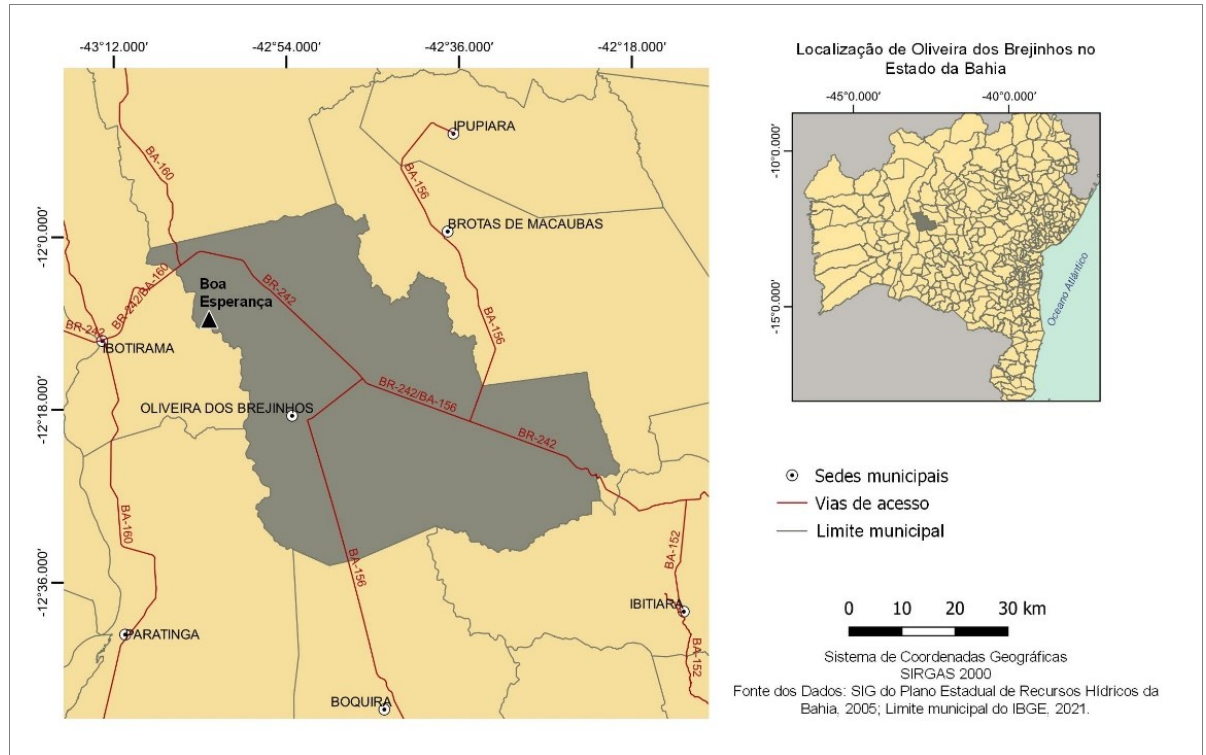 -43°12.000'
-42°54.000'
-42°36.000'
-42°18.000'
-12°0.000'
-12°18.000'
-12°36.000'
IPUPIARA
BA-160
BA-156
BROTAS DE MACAUBAS
BR-242/BA-160
Boa
Esperança
BR-242
BR-242
IBOTIRAMA
BA-156
BR-242/BA-156
OLIVEIRA DOS BREJINHOS
BR-242
BA-160
BA-156
BA-152
IBITIARA
PARATINGA
BA-152
BOQUIRA
Localização de Oliveira dos Brejinhos no
Estado da Bahia
-45°0.000'
-40°0.000'
-10°0.000'
-15°0.000'
Oceano Atlântico
Sedes municipais
Vias de acesso
Limite municipal
0 10 20 30 km
Sistema de Coordenadas Geográficas
SIRGAS 2000
Fonte dos Dados: SIG do Plano Estadual de Recursos Hídricos da
Bahia, 2005; Limite municipal do IBGE, 2021.